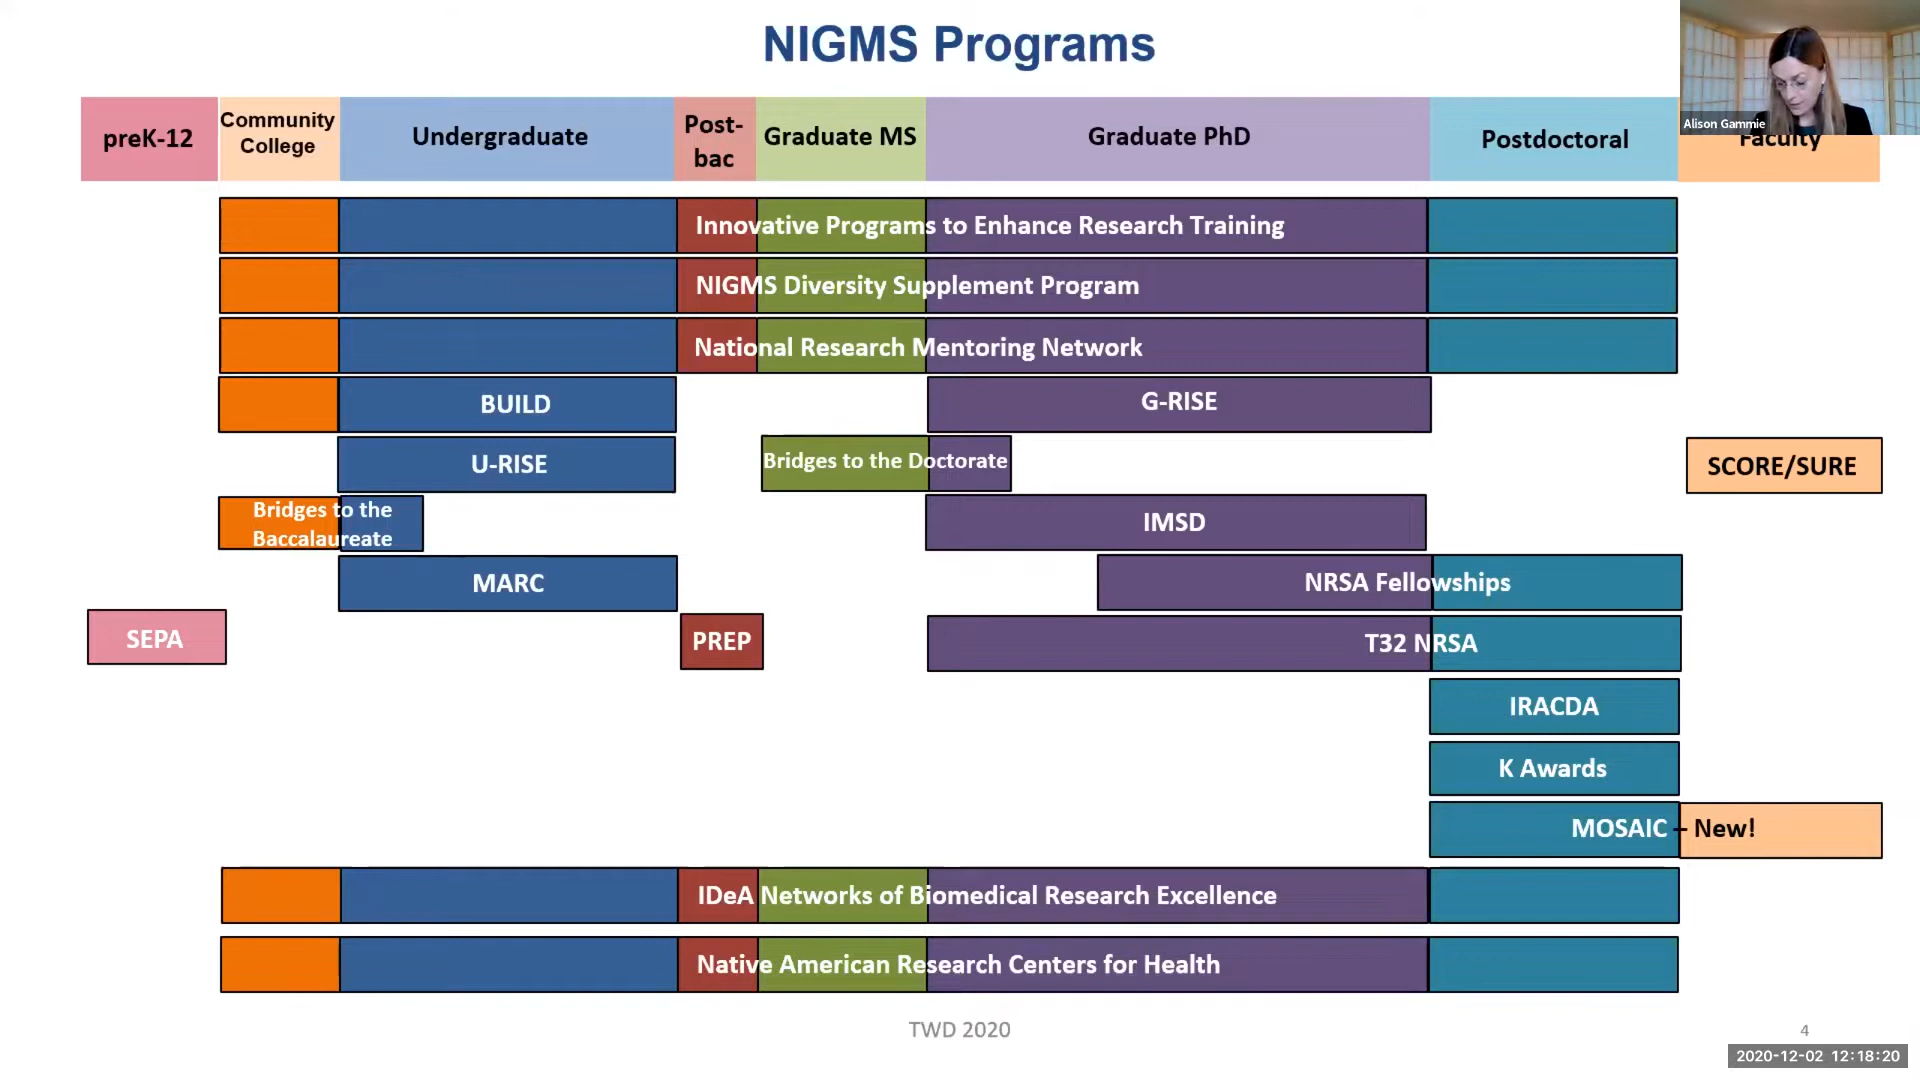 NIGMS Programs
Alison Gammie
preK-12
Community
College
Undergraduate
Post-
bac
Graduate MS
Graduate PhD
Postdoctoral
Faculty
Innovative Programs to Enhance Research Training
NIGMS Diversity Supplement Program
National Research Mentoring Network
BUILD
G-RISE
U-RISE
Bridges to the Doctorate
SCORE/SURE
Bridges to the
Baccalaureate
IMSD
MARC
NRSA Fellowships
SEPA
PREP
T32 NRSA
IRACDA
K Awards
MOSAIC – New!
IDeA Networks of Biomedical Research Excellence
Native American Research Centers for Health
TWD 2020
4
2020-12-02 12:18:20